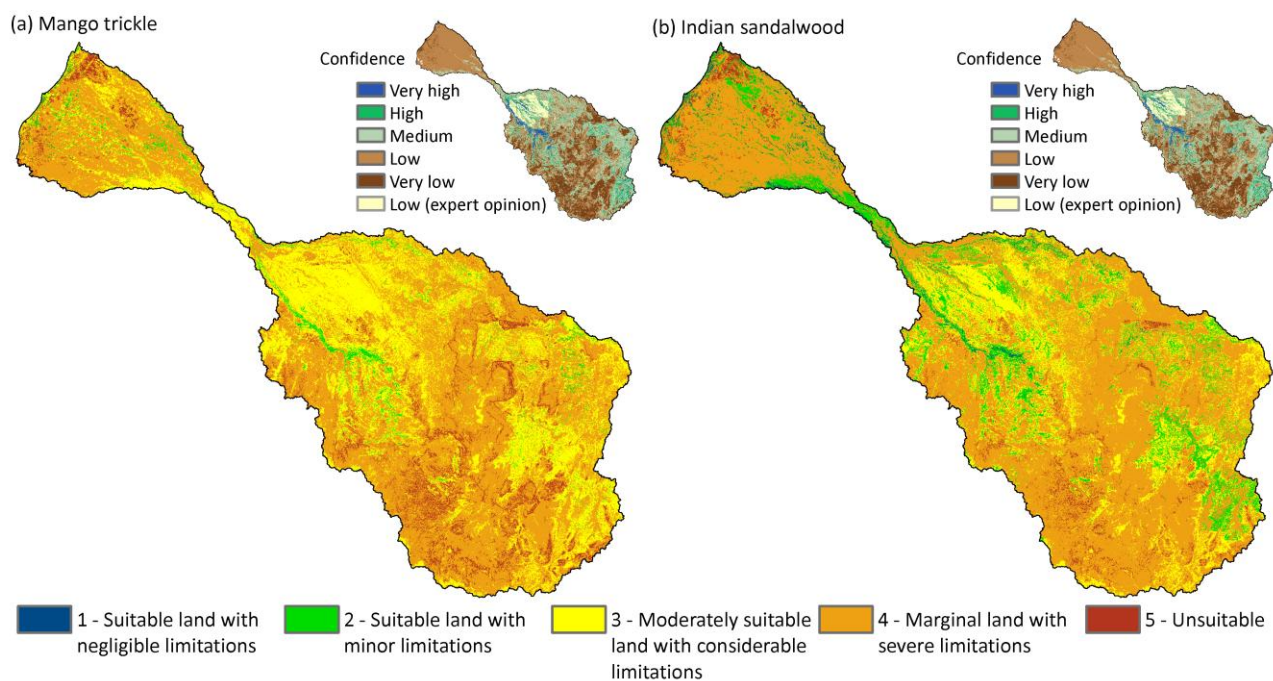 (a) Mango trickle
Confidence
Very high
High
Medium
Low
Very low
Low (expert opinion)
(b) Indian sandalwood
Confidence
Very high
High
Medium
Low
Very low
Low (expert opinion)
1 - Suitable land with
negligible limitations
2 - Suitable land with
minor limitations
3 - Moderately suitable
land with considerable
limitations
4 - Marginal land with
severe limitations
5 - Unsuitable